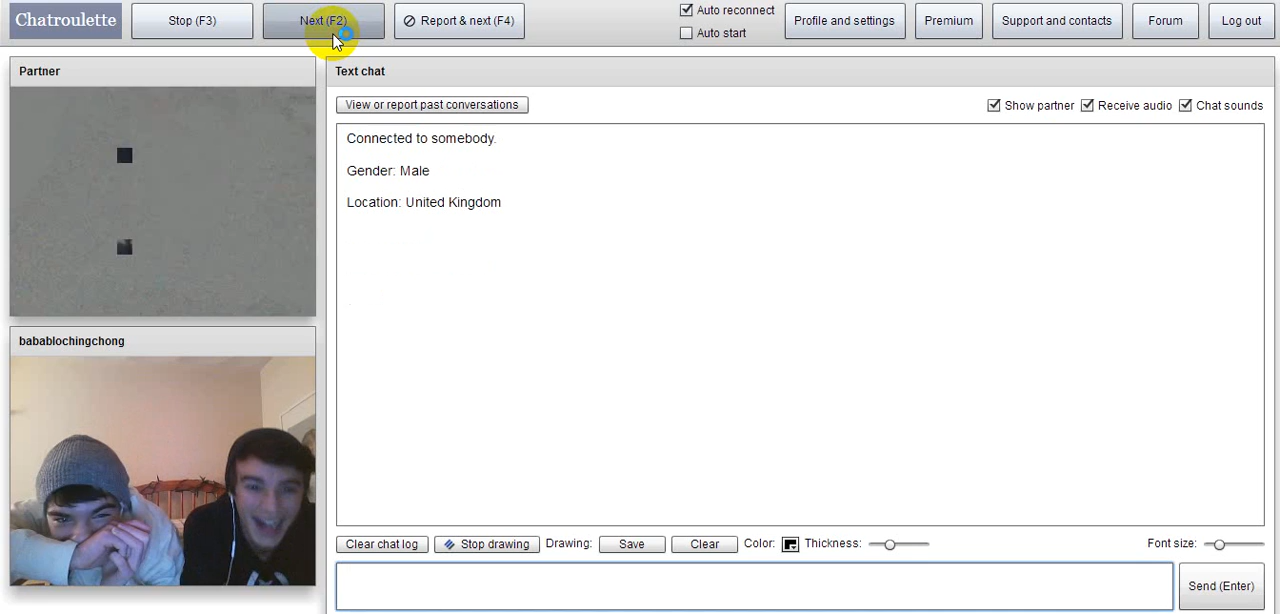 Chatroulette
Stop (F3)
Next (F2)
Report & next (F4)
Auto reconnect
Auto start
Profile and settings
Premium
Support and contacts
Forum
Log out
Partner
Text chat
View or report past conversations
Show partner
Receive audio
Chat sounds
Connected to somebody.
Gender: Male
Location: United Kingdom
babablochingchong
Clear chat log
Stop drawing
Drawing:
Save
Clear
Color:
Thickness:
Font size:
Send (Enter)